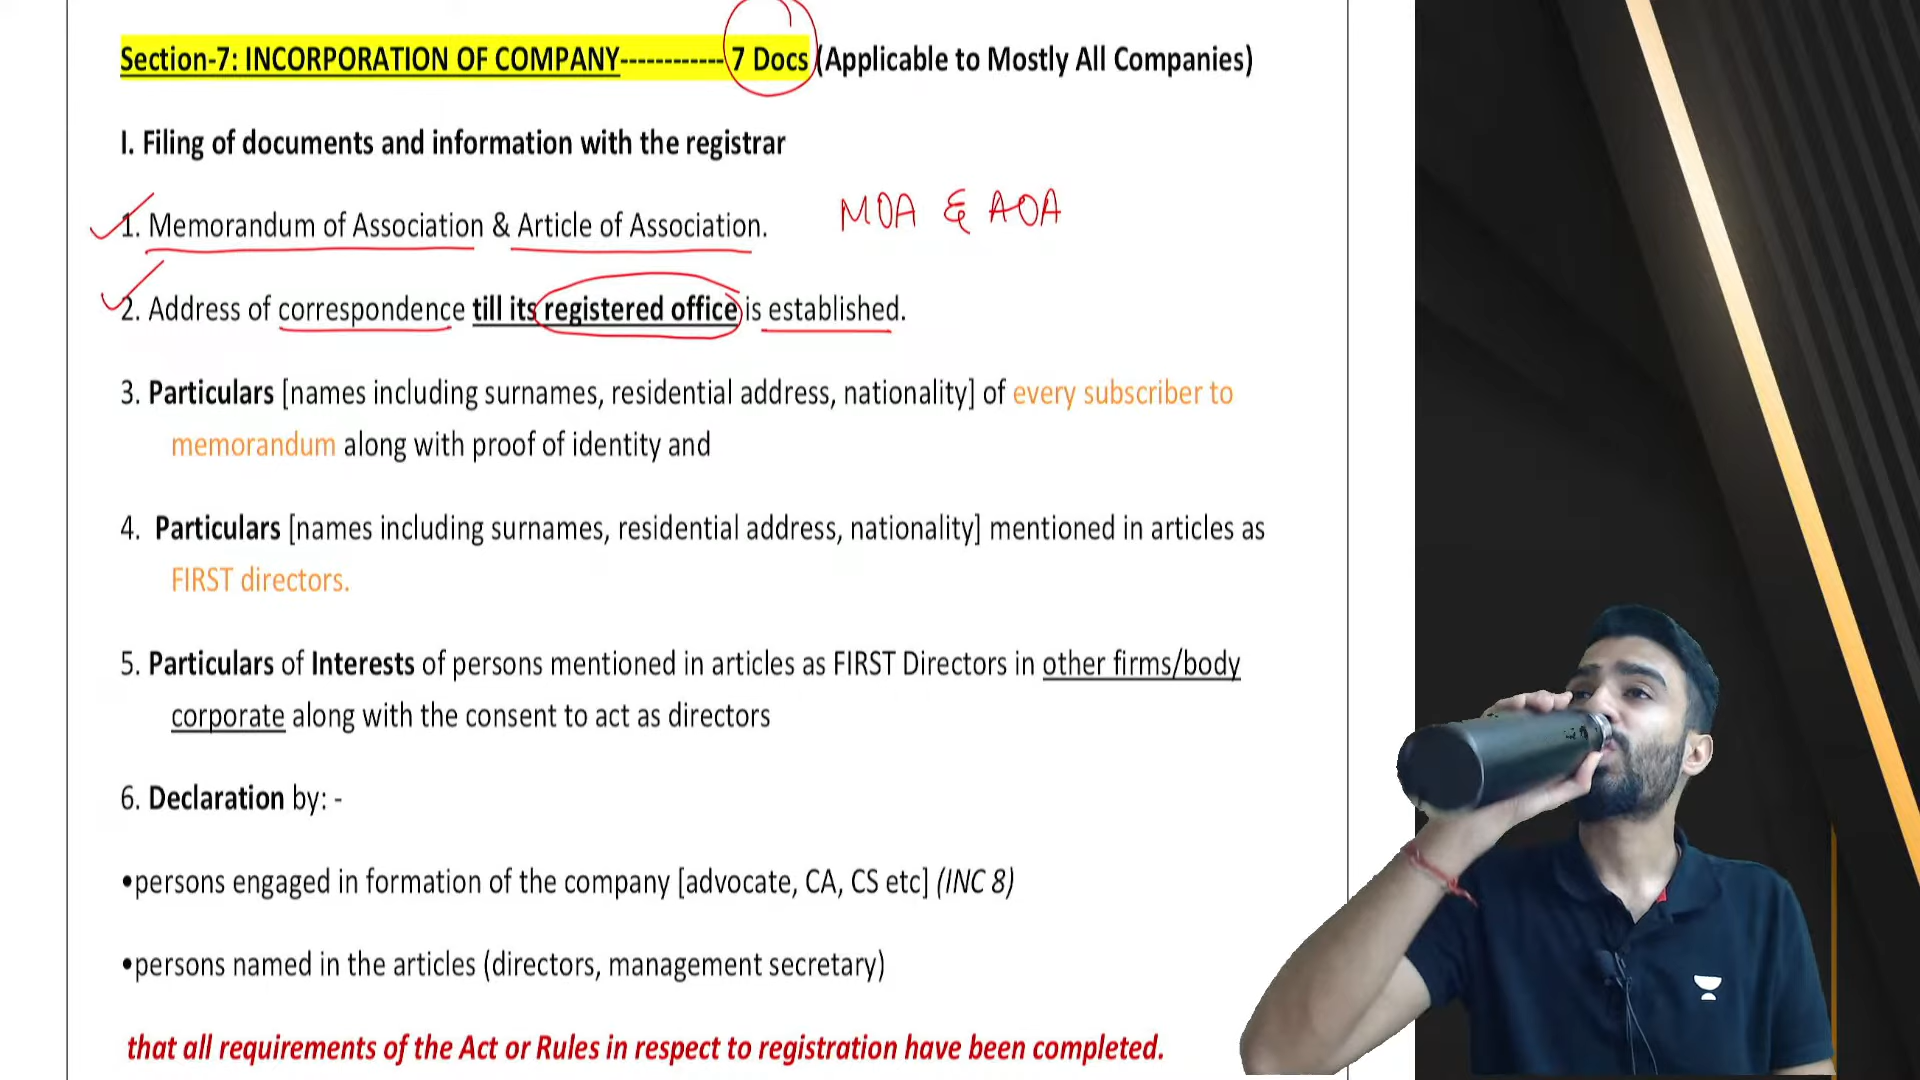 Section-7: INCORPORATION OF COMPANY------------ 7 Docs (Applicable to Mostly All Companies)
I. Filing of documents and information with the registrar
1. Memorandum of Association & Article of Association.
MOA & AOA
2. Address of correspondence till its registered office is established.
3. Particulars [names including surnames, residential address, nationality] of every subscriber to
memorandum along with proof of identity and
4. Particulars [names including surnames, residential address, nationality] mentioned in articles as
FIRST directors.
5. Particulars of Interests of persons mentioned in articles as FIRST Directors in other firms/body
corporate along with the consent to act as directors
6. Declaration by: -
•persons engaged in formation of the company [advocate, CA, CS etc] (INC 8)
•persons named in the articles (directors, management secretary)
that all requirements of the Act or Rules in respect to registration have been completed.